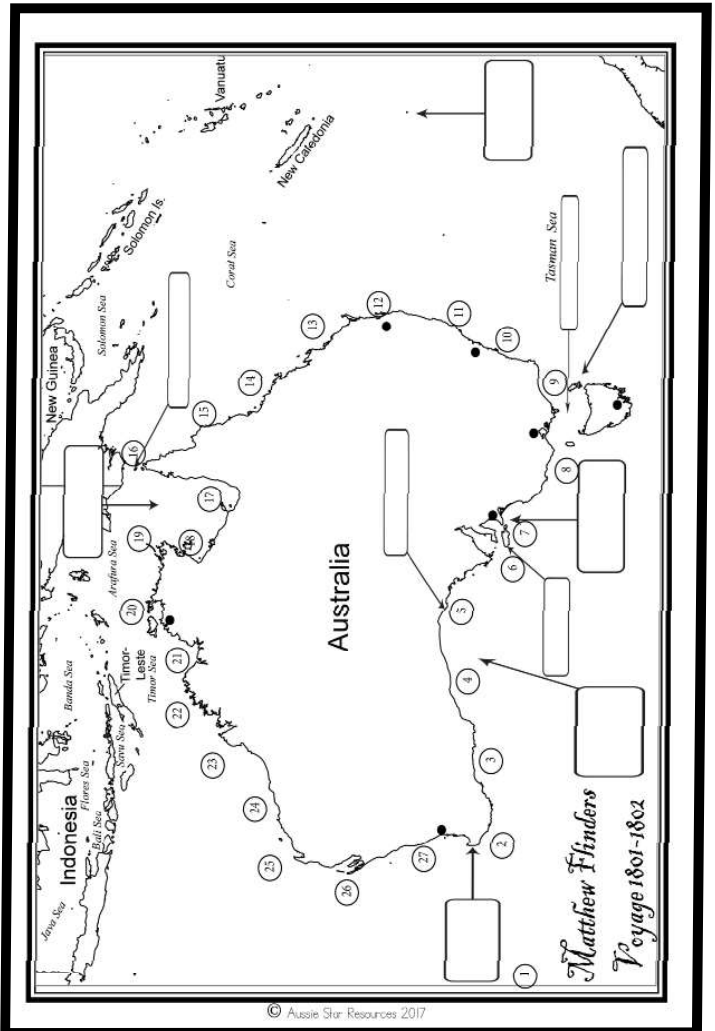 Vanuatu
New Caledonia
Solomon Is.
Coral Sea
Tasman Sea
Solomon Sea
New Guinea
12
13
11
10
14
15
9
16
17
8
7
18
19
6
Arafura Sea
20
5
Australia
Timor-
Leste
Timor Sea
21
4
22
Banda Sea
Savu Sea
23
3
Flores Sea
24
Bali Sea
Indonesia
2
25
27
26
Java Sea
1
Matthew Flinders
Voyage 1801-1802
© Aussie Star Resources 2017